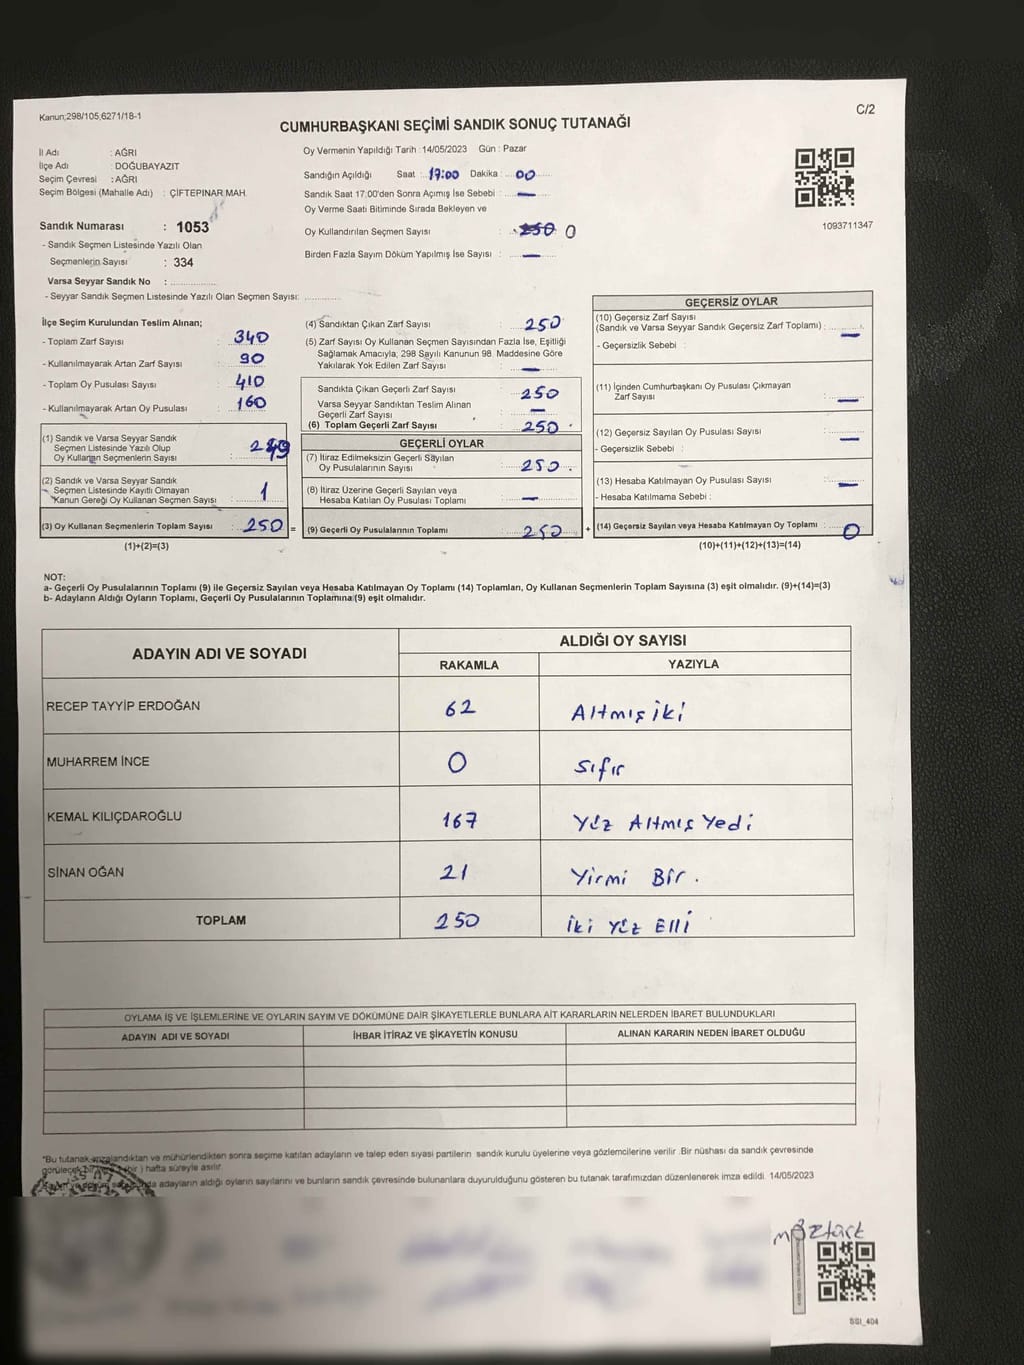 Kanun;298/105,6271/18-1
C/2
CUMHURBAŞKANI SEÇİMİ SANDIK SONUÇ TUTANAĞI
İl Adı : AĞRI
İlçe Adı : DOĞUBAYAZIT
Seçim Çevresi : AĞRI
Seçim Bölgesi (Mahalle Adı) : ÇİFTEPINAR MAH.
Sandık Numarası : 1053
- Sandık Seçmen Listesinde Yazılı Olan
Seçmenlerin Sayısı : 334
Varsa Seyyar Sandık No :
- Seyyar Sandık Seçmen Listesinde Yazılı Olan Seçmen Sayısı:
Oy Vermenin Yapıldığı Tarih : 14/05/2023 Gün : Pazar
Sandığın Açıldığı Saat : 17:00 Dakika : 00
Sandık Saat 17:00'den Sonra Açımış İse Sebebi : —
Oy Verme Saati Bitiminde Sırada Bekleyen ve
Oy Kullandırılan Seçmen Sayısı : 250 0
Birden Fazla Sayım Döküm Yapılmış İse Sayısı : —
1093711347
İlçe Seçim Kurulundan Teslim Alınan;
- Toplam Zarf Sayısı : 340
- Kullanılmayarak Artan Zarf Sayısı : 90
- Toplam Oy Pusulası Sayısı : 410
- Kullanılmayarak Artan Oy Pusulası : 160
(1) Sandık ve Varsa Seyyar Sandık
Seçmen Listesinde Yazılı Olup
Oy Kullanan Seçmenlerin Sayısı : 249
(2) Sandık ve Varsa Seyyar Sandık
Seçmen Listesinde Kayıtlı Olmayan
Kanun Gereği Oy Kullanan Seçmen Sayısı : 1
(3) Oy Kullanan Seçmenlerin Toplam Sayısı : 250 =
(1)+(2)=(3)
(4) Sandıktan Çıkan Zarf Sayısı : 250
(5) Zarf Sayısı Oy Kullanan Seçmen Sayısından Fazla İse, Eşitliği
Sağlamak Amacıyla; 298 Sayılı Kanunun 98. Maddesine Göre
Yakılarak Yok Edilen Zarf Sayısı : —
Sandıkta Çıkan Geçerli Zarf Sayısı : 250
Varsa Seyyar Sandıktan Teslim Alınan
Geçerli Zarf Sayısı : —
(6) Toplam Geçerli Zarf Sayısı : 250
GEÇERLİ OYLAR
(7) İtiraz Edilmeksizin Geçerli Sayılan
Oy Pusulalarının Sayısı : 250
(8) İtiraz Üzerine Geçerli Sayılan veya
Hesaba Katılan Oy Pusulası Toplamı : —
(9) Geçerli Oy Pusulalarının Toplamı : 250 +
GEÇERSİZ OYLAR
(10) Geçersiz Zarf Sayısı
(Sandık ve Varsa Seyyar Sandık Geçersiz Zarf Toplamı) : —
- Geçersizlik Sebebi :
(11) İçinden Cumhurbaşkanı Oy Pusulası Çıkmayan
Zarf Sayısı : —
(12) Geçersiz Sayılan Oy Pusulası Sayısı : —
- Geçersizlik Sebebi :
(13) Hesaba Katılmayan Oy Pusulası Sayısı : —
- Hesaba Katılmama Sebebi :
(14) Geçersiz Sayılan veya Hesaba Katılmayan Oy Toplamı : 0
(10)+(11)+(12)+(13)=(14)
NOT:
a- Geçerli Oy Pusulalarının Toplamı (9) ile Geçersiz Sayılan veya Hesaba Katılmayan Oy Toplamı (14) Toplamları, Oy Kullanan Seçmenlerin Toplam Sayısına (3) eşit olmalıdır. (9)+(14)=(3)
b- Adayların Aldığı Oyların Toplamı, Geçerli Oy Pusulalarının Toplamına (9) eşit olmalıdır.
ADAYIN ADI VE SOYADI
ALDIĞI OY SAYISI
RAKAMLA YAZIYLA
RECEP TAYYİP ERDOĞAN 62 Altmış iki
MUHARREM İNCE 0 Sıfır
KEMAL KILIÇDAROĞLU 167 Yüz Altmış Yedi
SİNAN OĞAN 21 Yirmi Bir.
TOPLAM 250 İki Yüz Elli
OYLAMA İŞ VE İŞLEMLERİNE VE OYLARIN SAYIM VE DÖKÜMÜNE DAİR ŞİKAYETLERLE BUNLARA AİT KARARLARIN NELERDEN İBARET BULUNDUKLARI
ADAYIN ADI VE SOYADI İHBAR İTİRAZ VE ŞİKAYETİN KONUSU ALINAN KARARIN NEDEN İBARET OLDUĞU
*Bu tutanak imzalandıktan ve mühürlendikten sonra seçime katılan adayların ve talep eden siyasi partilerin sandık kurulu üyelerine veya gözlemcilerine verilir. Bir nüshası da sandık çevresinde
görülecek bir yere (bir) hafta süreyle asılır.
adayların aldığı oyların sayılarını ve bunların sandık çevresinde bulunanlara duyurulduğunu gösteren bu tutanak tarafımızdan düzenlenerek imza edildi. 14/05/2023
SSI_404